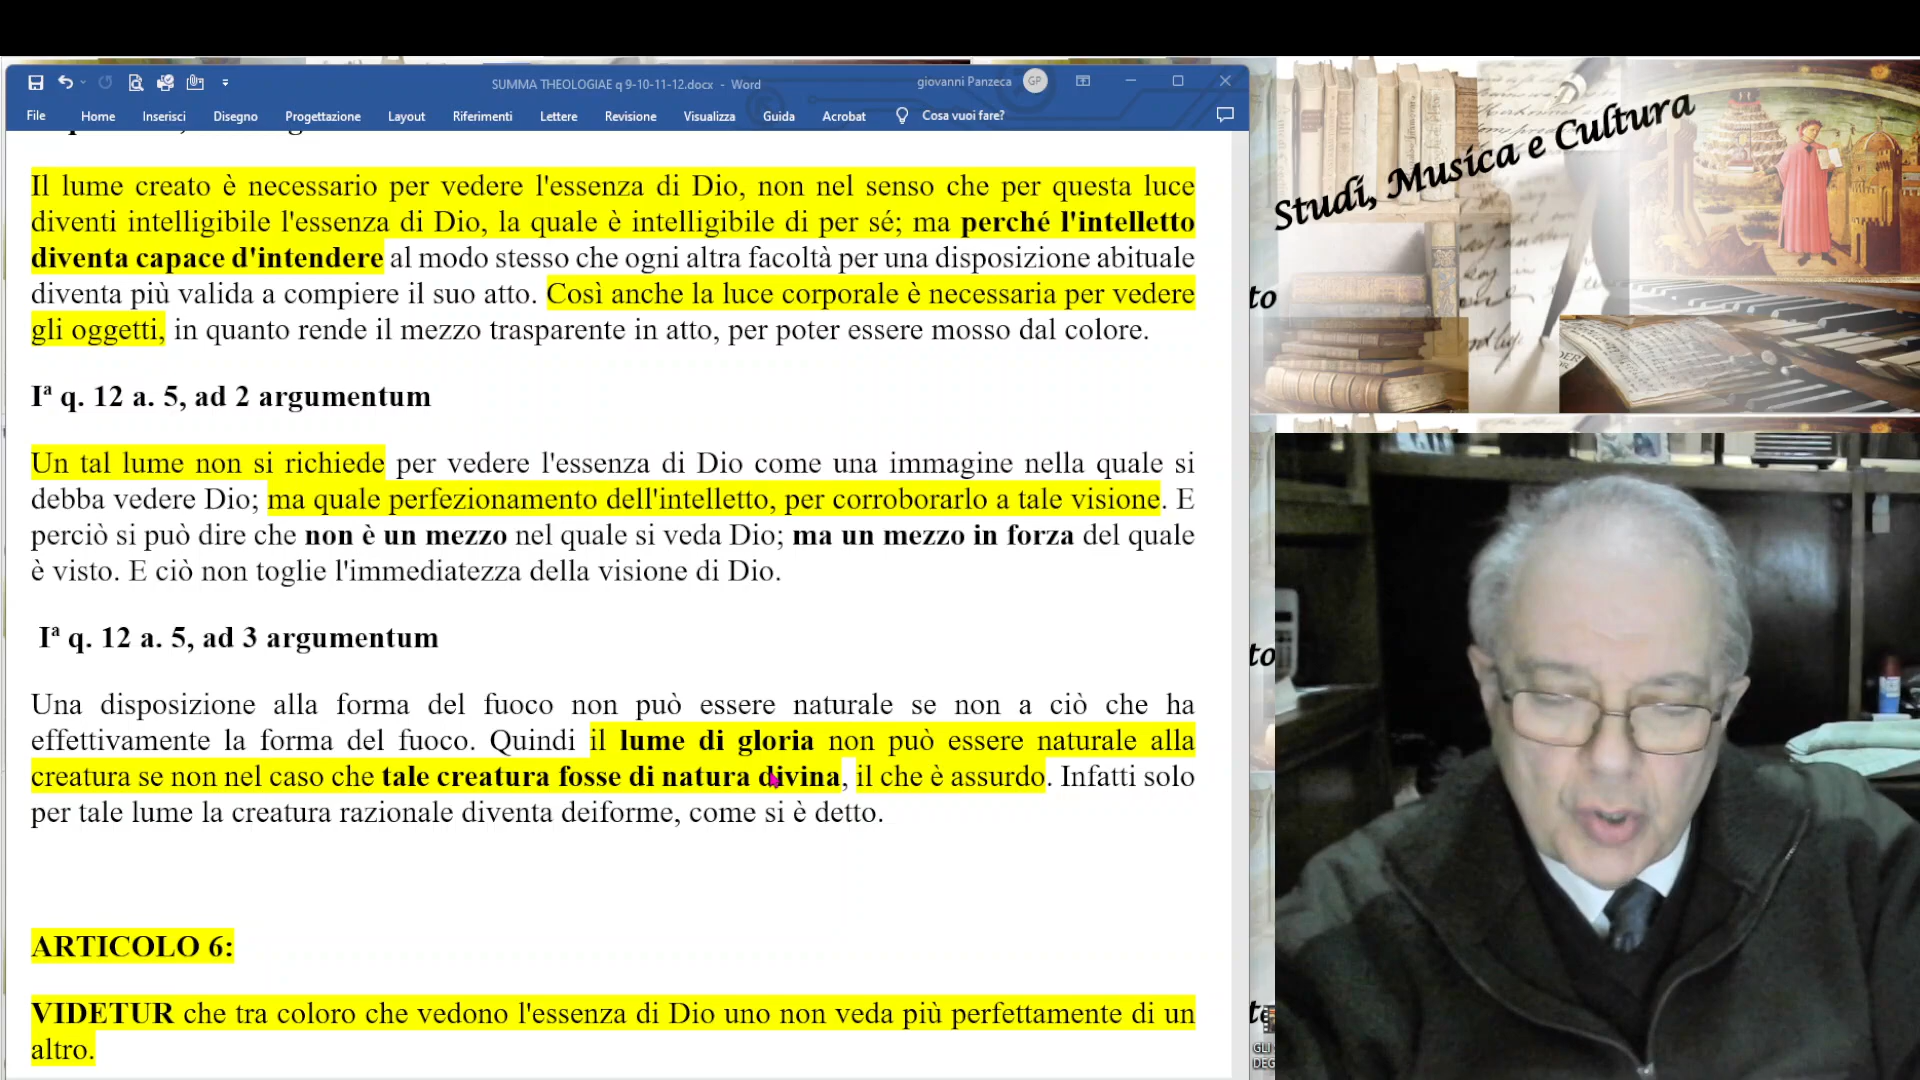 SUMMA THEOLOGIAE q 9-10-11-12.docx - Word
giovanni Panzeca
GP
File Home Inserisci Disegno Progettazione Layout Riferimenti Lettere Revisione Visualizza Guida Acrobat Cosa vuoi fare?
Il lume creato è necessario per vedere l'essenza di Dio, non nel senso che per questa luce
diventi intelligibile l'essenza di Dio, la quale è intelligibile di per sé; ma perché l'intelletto
diventa capace d'intendere al modo stesso che ogni altra facoltà per una disposizione abituale
diventa più valida a compiere il suo atto. Così anche la luce corporale è necessaria per vedere
gli oggetti, in quanto rende il mezzo trasparente in atto, per poter essere mosso dal colore.
Iª q. 12 a. 5, ad 2 argumentum
Un tal lume non si richiede per vedere l'essenza di Dio come una immagine nella quale si
debba vedere Dio; ma quale perfezionamento dell'intelletto, per corroborarlo a tale visione. E
perciò si può dire che non è un mezzo nel quale si veda Dio; ma un mezzo in forza del quale
è visto. E ciò non toglie l'immediatezza della visione di Dio.
Iª q. 12 a. 5, ad 3 argumentum
Una disposizione alla forma del fuoco non può essere naturale se non a ciò che ha
effettivamente la forma del fuoco. Quindi il lume di gloria non può essere naturale alla
creatura se non nel caso che tale creatura fosse di natura divina, il che è assurdo. Infatti solo
per tale lume la creatura razionale diventa deiforme, come si è detto.
ARTICOLO 6:
VIDETUR che tra coloro che vedono l'essenza di Dio uno non veda più perfettamente di un
altro.
Studi, Musica e Cultura
to
to
GLI
DEG